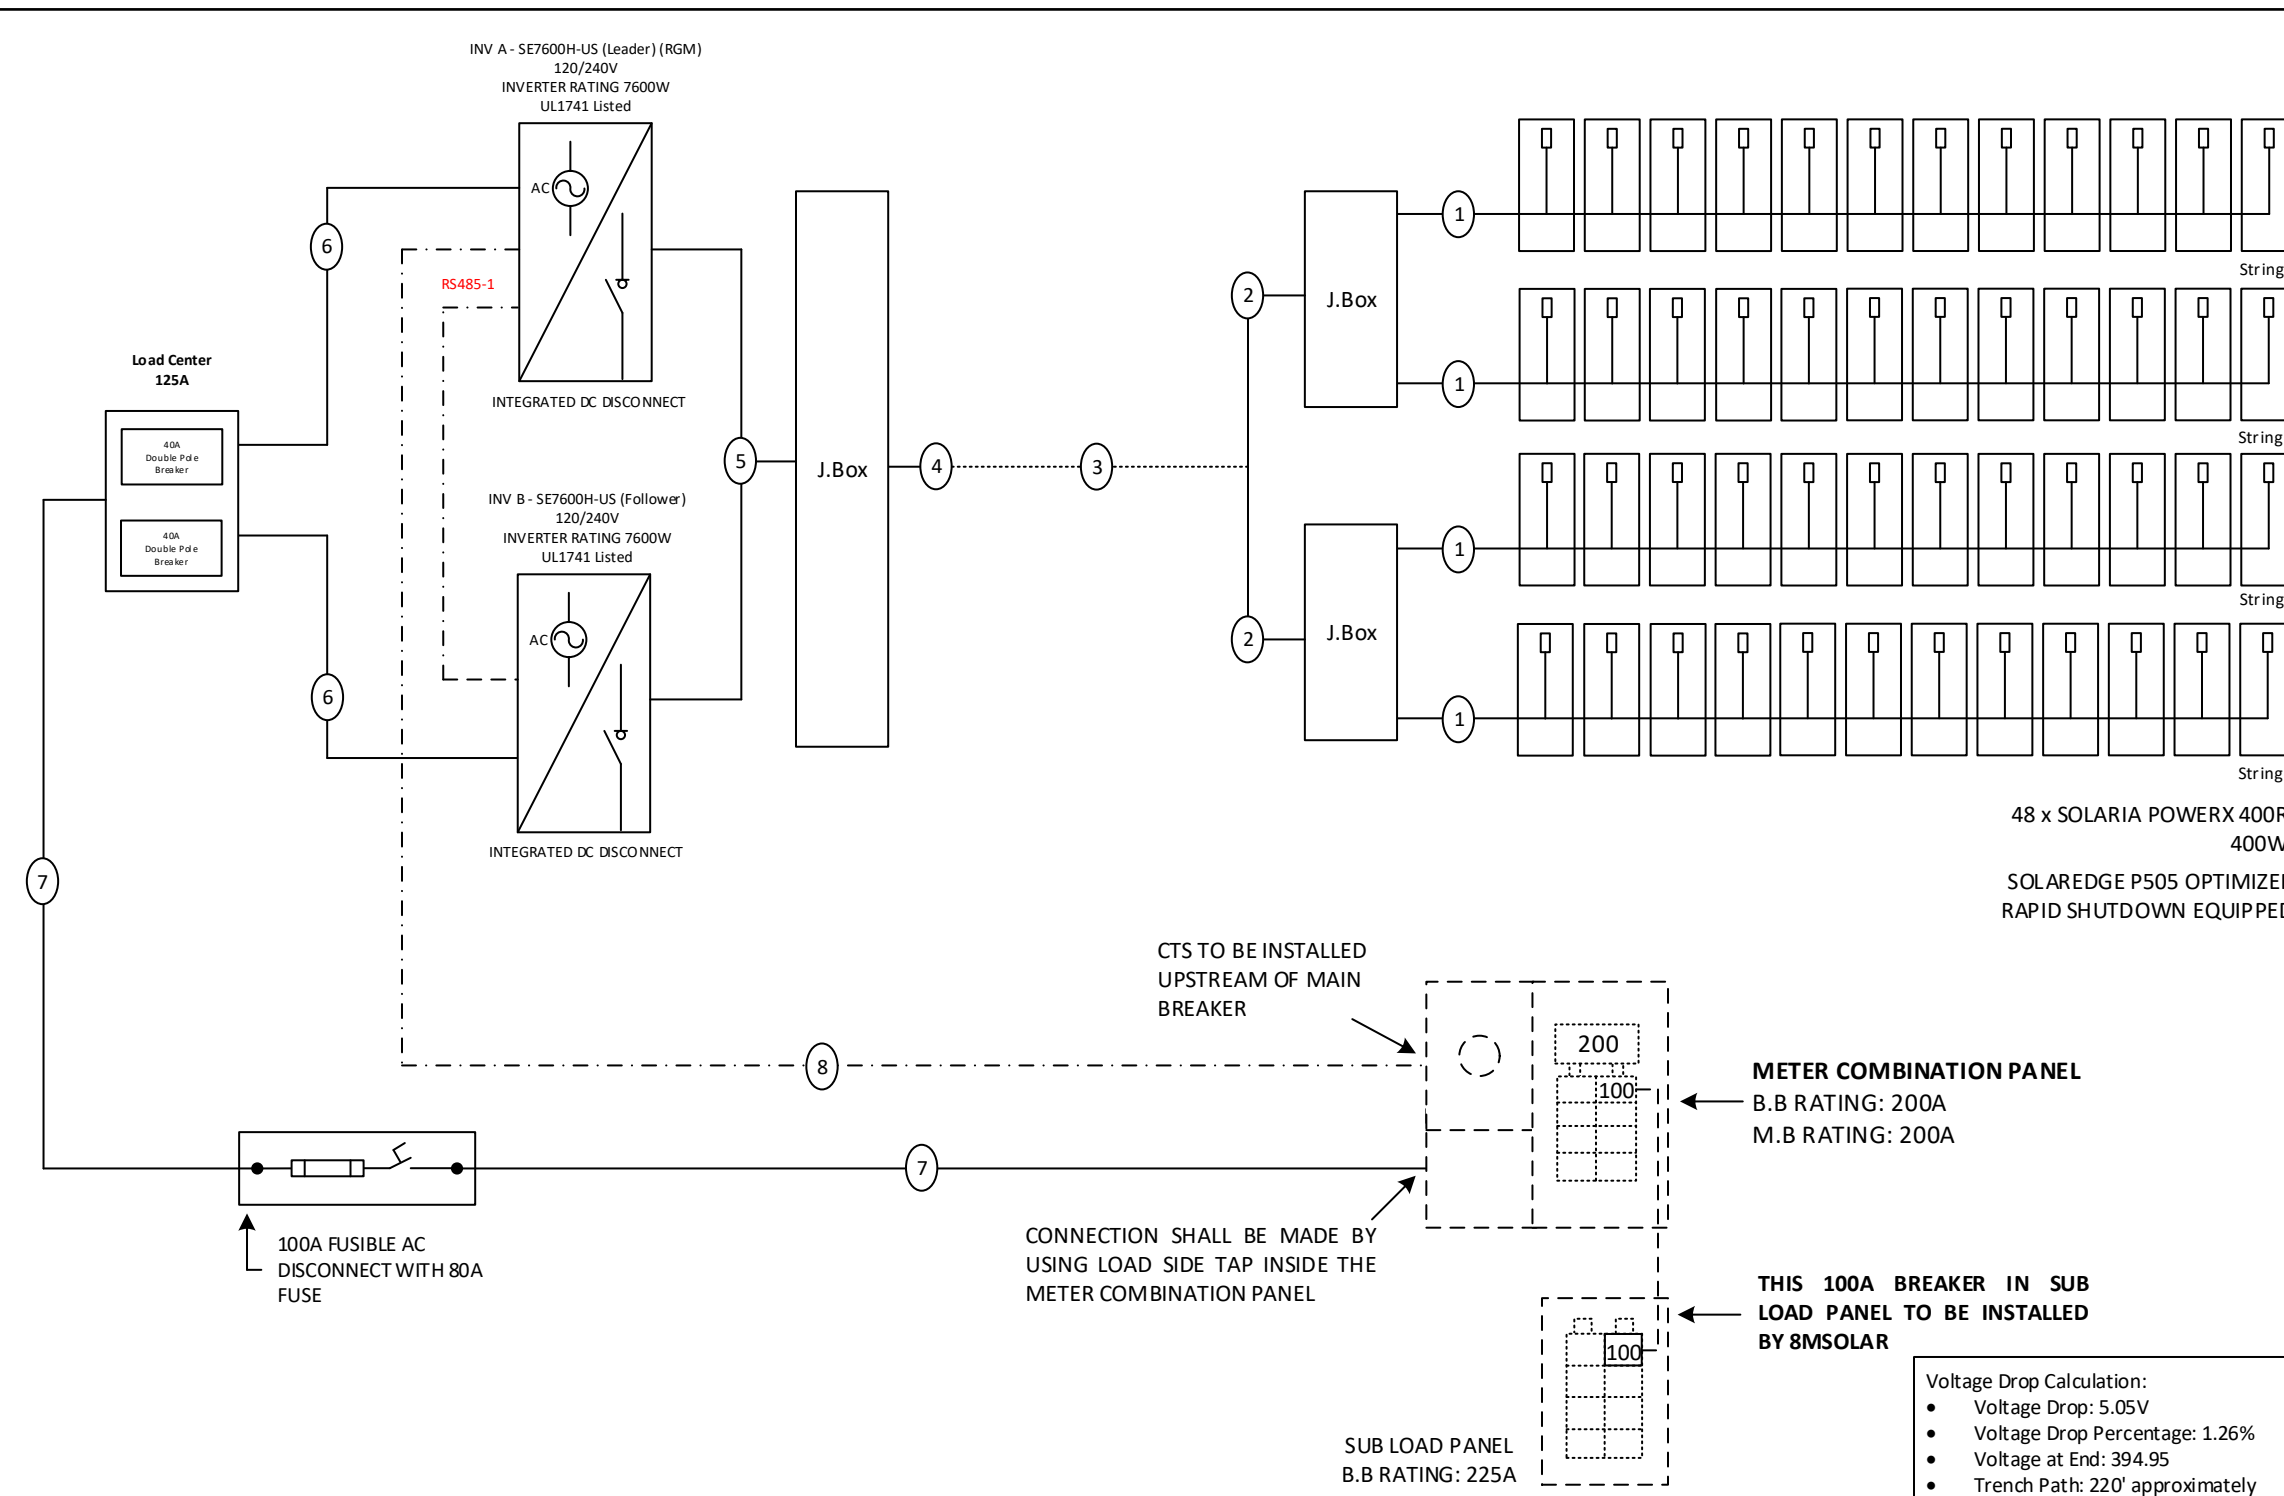 INV A - SE7600H-US (Leader) (RGM)
120/240V
INVERTER RATING 7600W
UL1741 Listed
AC
RS485-1
INTEGRATED DC DISCONNECT
Load Center
125A
40A
Double Pole
Breaker
40A
Double Pole
Breaker
6
6
INV B - SE7600H-US (Follower)
120/240V
INVERTER RATING 7600W
UL1741 Listed
AC
INTEGRATED DC DISCONNECT
5
J.Box
4
3
2
2
J.Box
J.Box
1
1
1
1
String
String
String
String
48 x SOLARIA POWERX 400R
400W
SOLAREDGE P505 OPTIMIZE
RAPID SHUTDOWN EQUIPPED
7
8
7
100A FUSIBLE AC
DISCONNECT WITH 80A
FUSE
CTS TO BE INSTALLED
UPSTREAM OF MAIN
BREAKER
200
100
METER COMBINATION PANEL
B.B RATING: 200A
M.B RATING: 200A
CONNECTION SHALL BE MADE BY
USING LOAD SIDE TAP INSIDE THE
METER COMBINATION PANEL
THIS 100A BREAKER IN SUB
LOAD PANEL TO BE INSTALLED
BY 8MSOLAR
100
SUB LOAD PANEL
B.B RATING: 225A
Voltage Drop Calculation:
• Voltage Drop: 5.05V
• Voltage Drop Percentage: 1.26%
• Voltage at End: 394.95
• Trench Path: 220' approximately